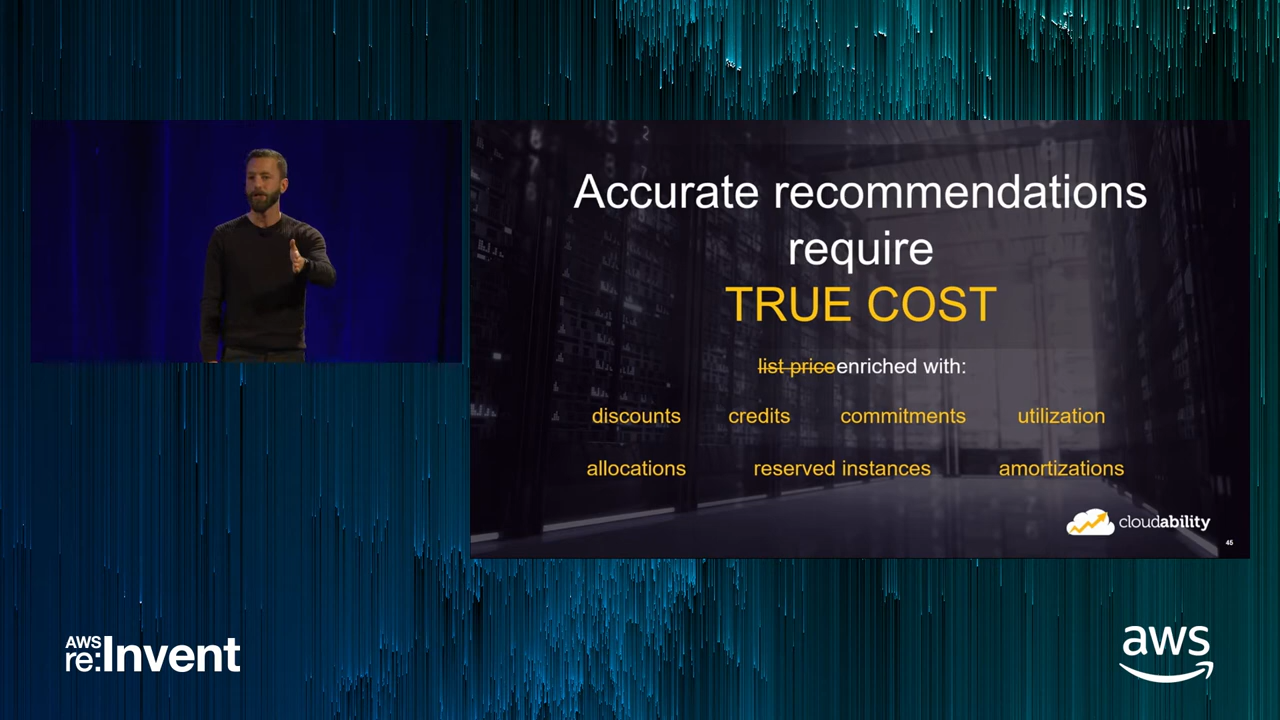 Accurate recommendations
require
TRUE COST
list price enriched with:
discounts credits commitments utilization
allocations reserved instances amortizations
cloudability
45
AWS
re:Invent
aws